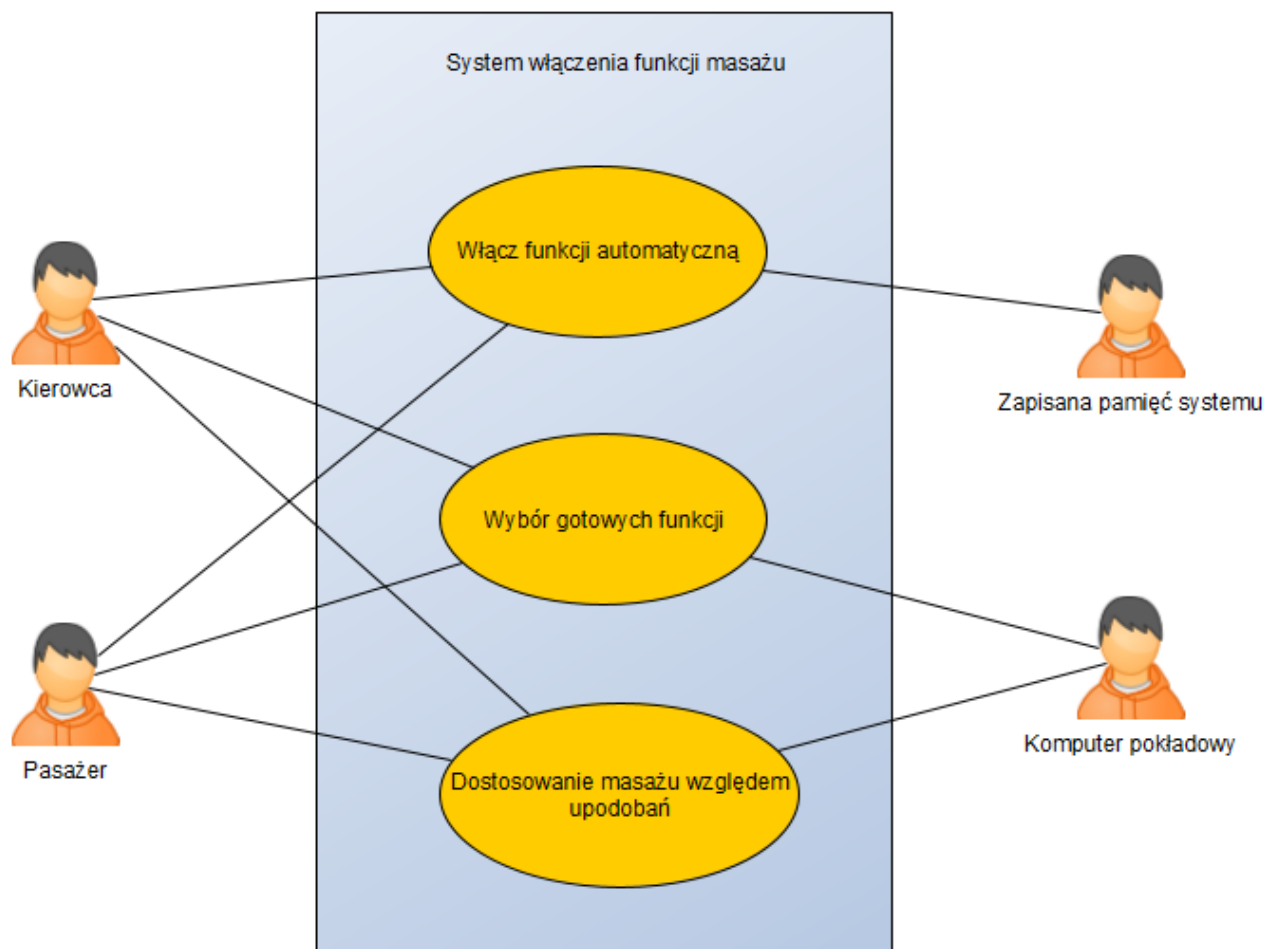 System włączenia funkcji masażu
Włącz funkcji automatyczną
Kierowca
Zapisana pamięć systemu
Wybór gotowych funkcji
Pasażer
Komputer pokładowy
Dostosowanie masażu względem
upodobań